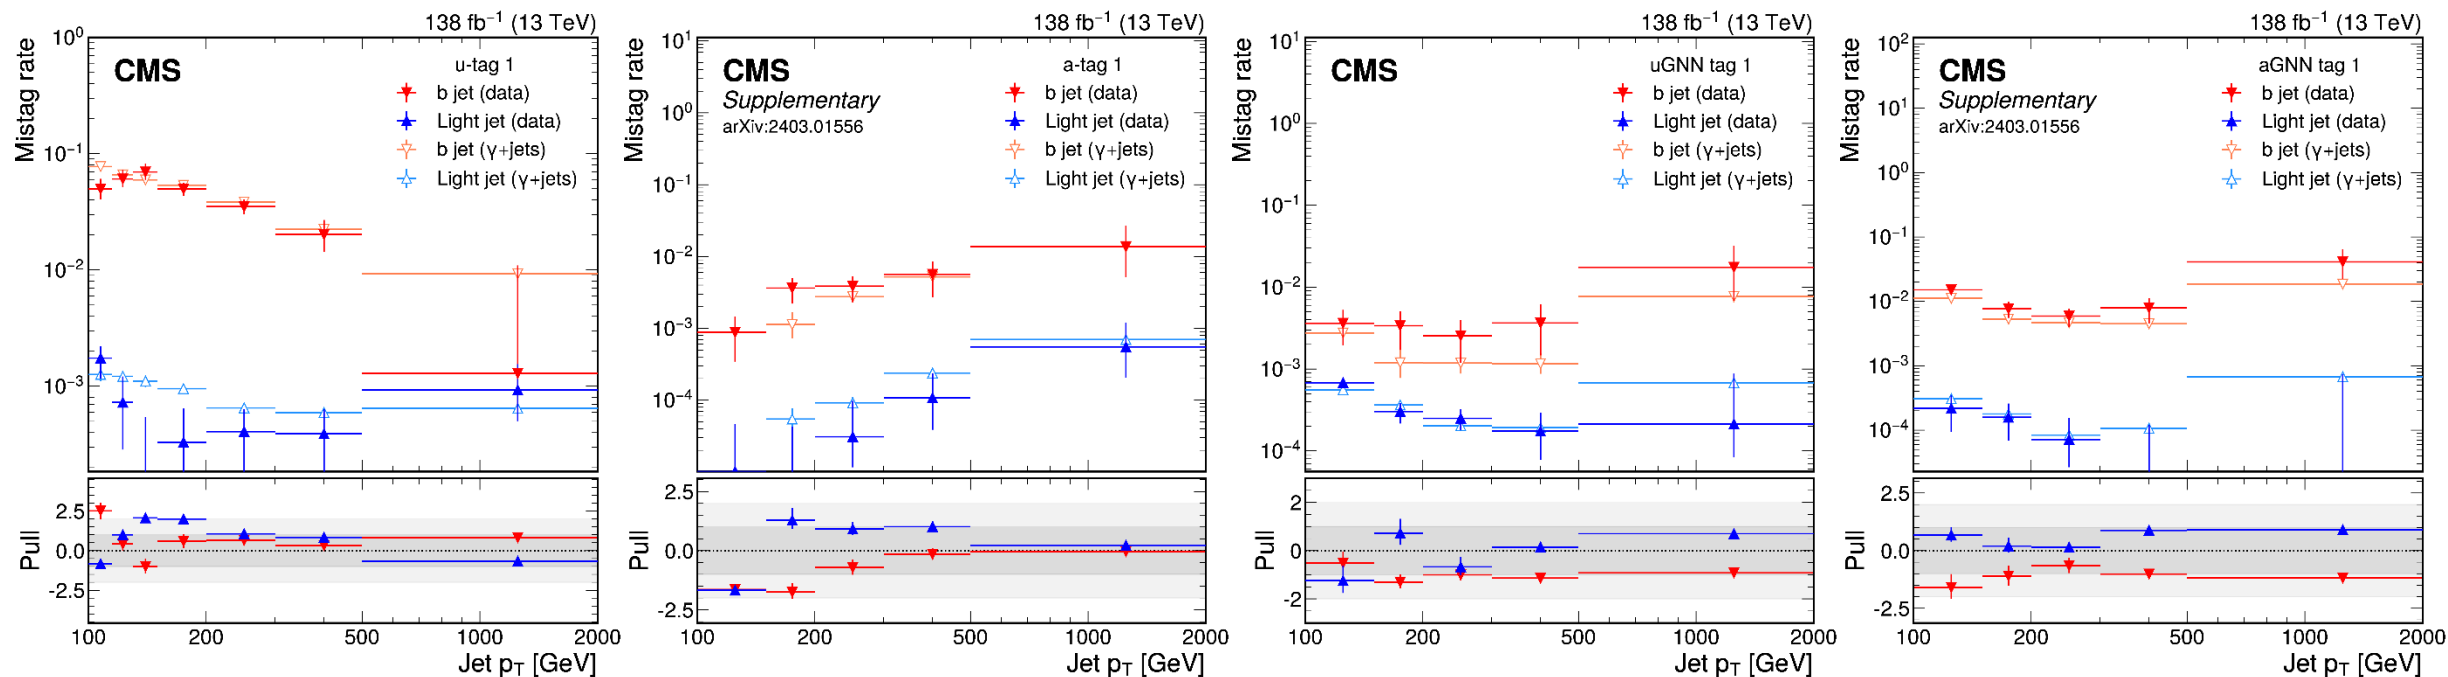 138 fb⁻¹ (13 TeV)
CMS
u-tag 1
b jet (data)
Light jet (data)
b jet (γ+jets)
Light jet (γ+jets)
Mistag rate
10⁰
10⁻¹
10⁻²
10⁻³
Pull
2.5
0.0
-2.5
100
200
500
1000
2000
Jet p_T [GeV]
138 fb⁻¹ (13 TeV)
CMS
Supplementary
arXiv:2403.01556
a-tag 1
b jet (data)
Light jet (data)
b jet (γ+jets)
Light jet (γ+jets)
Mistag rate
10¹
10⁰
10⁻¹
10⁻²
10⁻³
10⁻⁴
Pull
2.5
0.0
-2.5
100
200
500
1000
2000
Jet p_T [GeV]
138 fb⁻¹ (13 TeV)
CMS
uGNN tag 1
b jet (data)
Light jet (data)
b jet (γ+jets)
Light jet (γ+jets)
Mistag rate
10¹
10⁰
10⁻¹
10⁻²
10⁻³
10⁻⁴
Pull
2
0
-2
100
200
500
1000
2000
Jet p_T [GeV]
138 fb⁻¹ (13 TeV)
CMS
Supplementary
arXiv:2403.01556
aGNN tag 1
b jet (data)
Light jet (data)
b jet (γ+jets)
Light jet (γ+jets)
Mistag rate
10²
10¹
10⁰
10⁻¹
10⁻²
10⁻³
10⁻⁴
Pull
2.5
0.0
-2.5
100
200
500
1000
2000
Jet p_T [GeV]